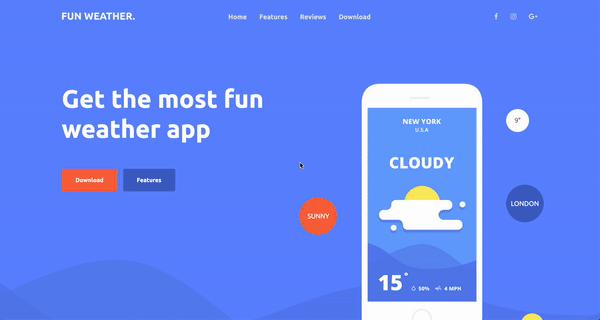 FUN WEATHER.
Home Features Reviews Download
f G+
Get the most fun
weather app
Download Features
NEW YORK
U.S.A
CLOUDY
9°
SUNNY
LONDON
15° 50% 4 MPH